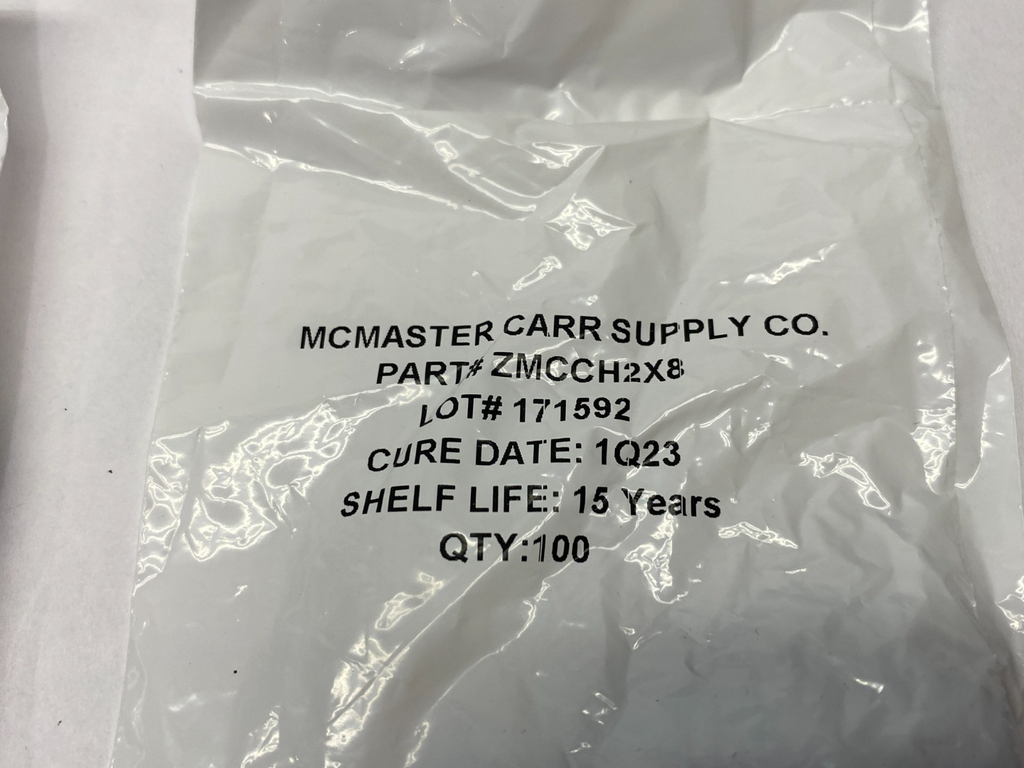 MCMASTER CARR SUPPLY CO.
PART# ZMCCH2X8
LOT# 171592
CURE DATE: 1Q23
SHELF LIFE: 15 Years
QTY:100